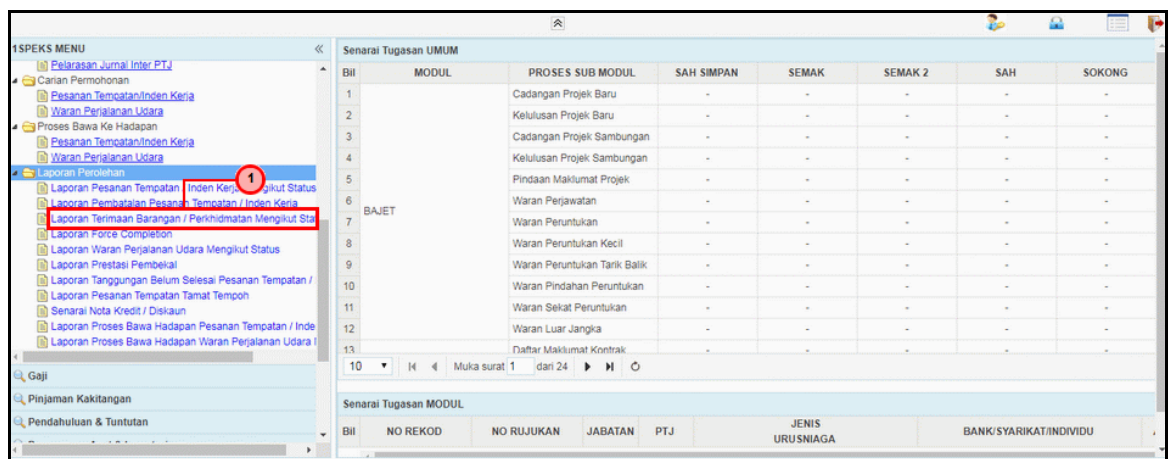 1SPEKS MENU
Pelarasan Jurnal Inter PTJ
Carian Permohonan
Pesanan Tempatan/Inden Kerja
Waran Perjalanan Udara
Proses Bawa Ke Hadapan
Pesanan Tempatan/Inden Kerja
Waran Perjalanan Udara
Laporan Perolehan
1
Laporan Pesanan Tempatan / Inden Kerja Mengikut Status
Laporan Pembatalan Pesanan Tempatan / Inden Kerja
Laporan Terimaan Barangan / Perkhidmatan Mengikut Sta
Laporan Force Completion
Laporan Waran Perjalanan Udara Mengikut Status
Laporan Prestasi Pembekal
Laporan Tanggungan Belum Selesai Pesanan Tempatan /
Laporan Pesanan Tempatan Tamat Tempoh
Senarai Nota Kredit / Diskaun
Laporan Proses Bawa Hadapan Pesanan Tempatan / Inde
Laporan Proses Bawa Hadapan Waran Perjalanan Udara
Gaji
Pinjaman Kakitangan
Pendahuluan & Tuntutan
Senarai Tugasan UMUM
Bil MODUL PROSES SUB MODUL SAH SIMPAN SEMAK SEMAK 2 SAH SOKONG
1 Cadangan Projek Baru - - - - -
2 Kelulusan Projek Baru - - - - -
3 Cadangan Projek Sambungan - - - - -
4 Kelulusan Projek Sambungan - - - - -
5 Pindaan Maklumat Projek - - - - -
6 Waran Perjawatan - - - - -
BAJET
7 Waran Peruntukan - - - - -
8 Waran Peruntukan Kecil - - - - -
9 Waran Peruntukan Tarik Balik - - - - -
10 Waran Pindahan Peruntukan - - - - -
11 Waran Sekat Peruntukan - - - - -
12 Waran Luar Jangka - - - - -
13 Daftar Maklumat Kontrak - - - - -
10 Muka surat 1 dari 24
Senarai Tugasan MODUL
Bil NO REKOD NO RUJUKAN JABATAN PTJ JENIS URUSNIAGA BANK/SYARIKAT/INDIVIDU